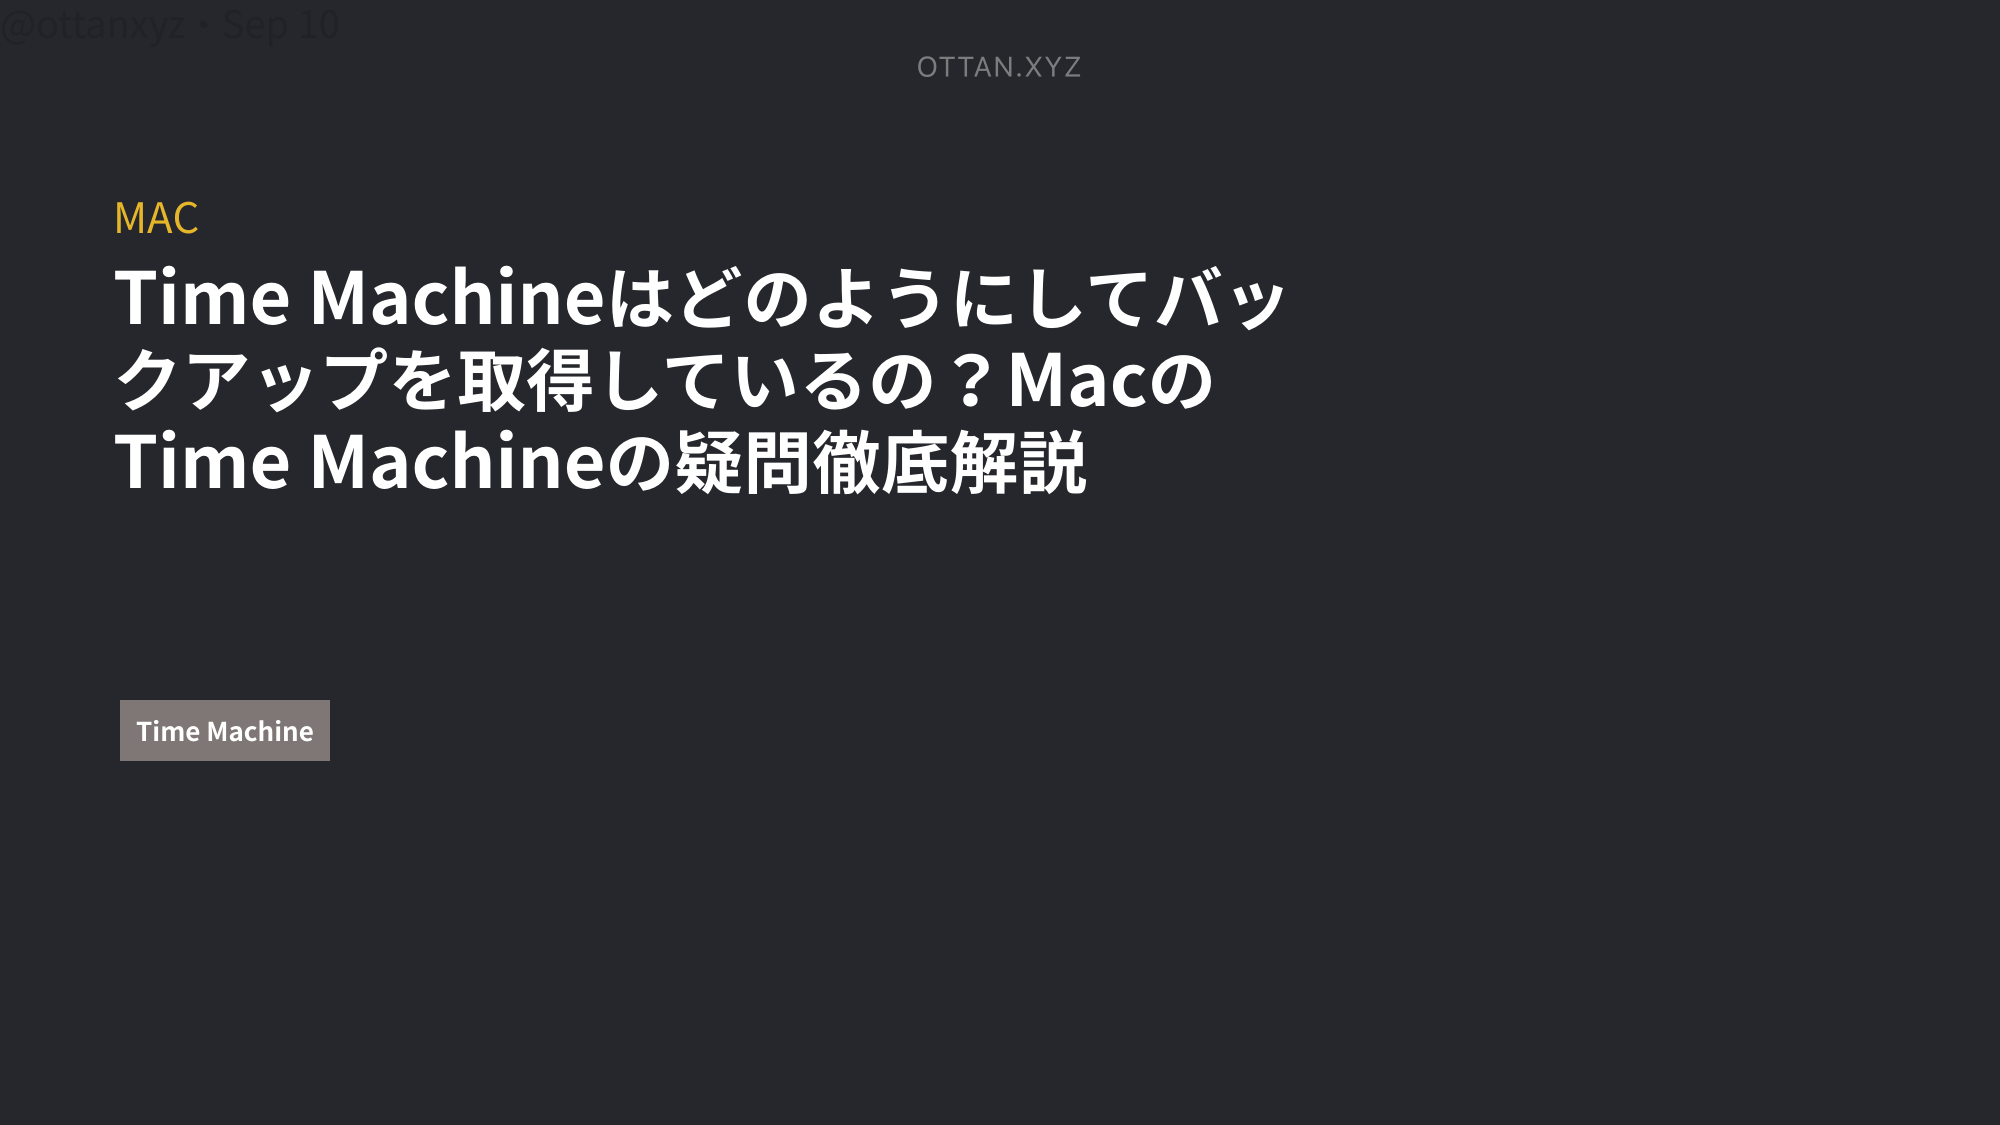 @ottanxyz・Sep 10
OTTAN.XYZ
MAC
Time Machineはどのようにしてバッ
クアップを取得しているの？Macの
Time Machineの疑問徹底解説
Time Machine